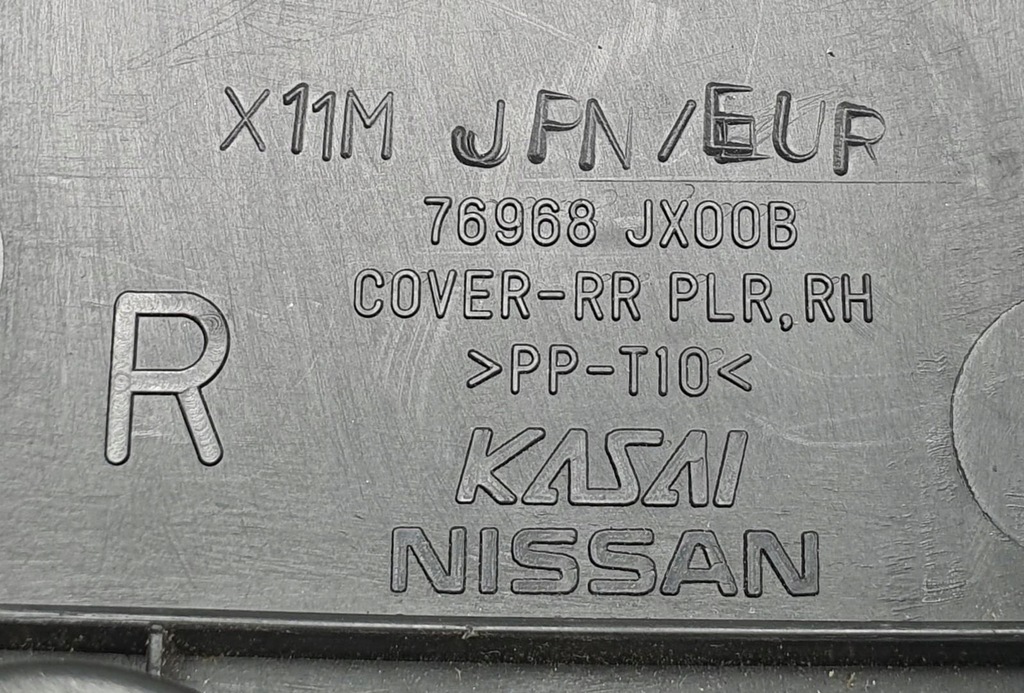 X11M JPN/EUR
76968 JX00B
COVER-RR PLR,RH
R
>PP-T10<
KASAI
NISSAN